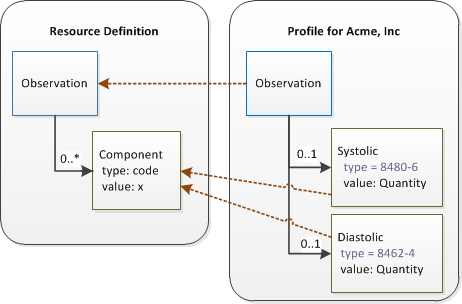 Resource Definition
Observation
0..*
Component
type: code
value: x
Profile for Acme, Inc
Observation
0..1
Systolic
type = 8480-6
value: Quantity
0..1
Diastolic
type = 8462-4
value: Quantity